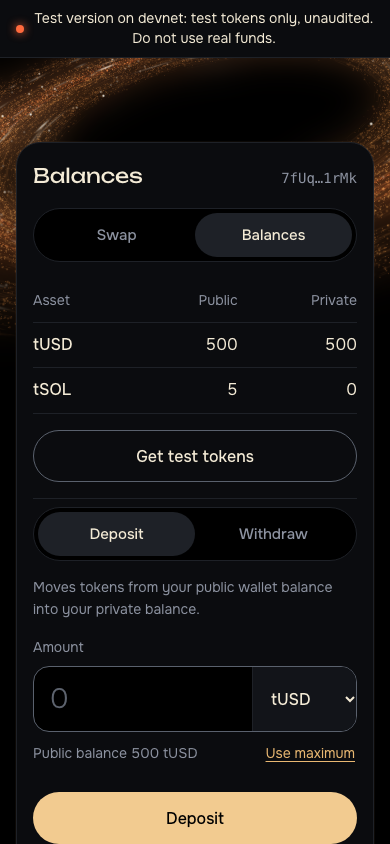 Test version on devnet: test tokens only, unaudited.
Do not use real funds.
Balances 7fUq…1rMk
Swap Balances
Asset Public Private
tUSD 500 500
tSOL 5 0
Get test tokens
Deposit Withdraw
Moves tokens from your public wallet balance
into your private balance.
Amount
0 tUSD
Public balance 500 tUSD Use maximum
Deposit